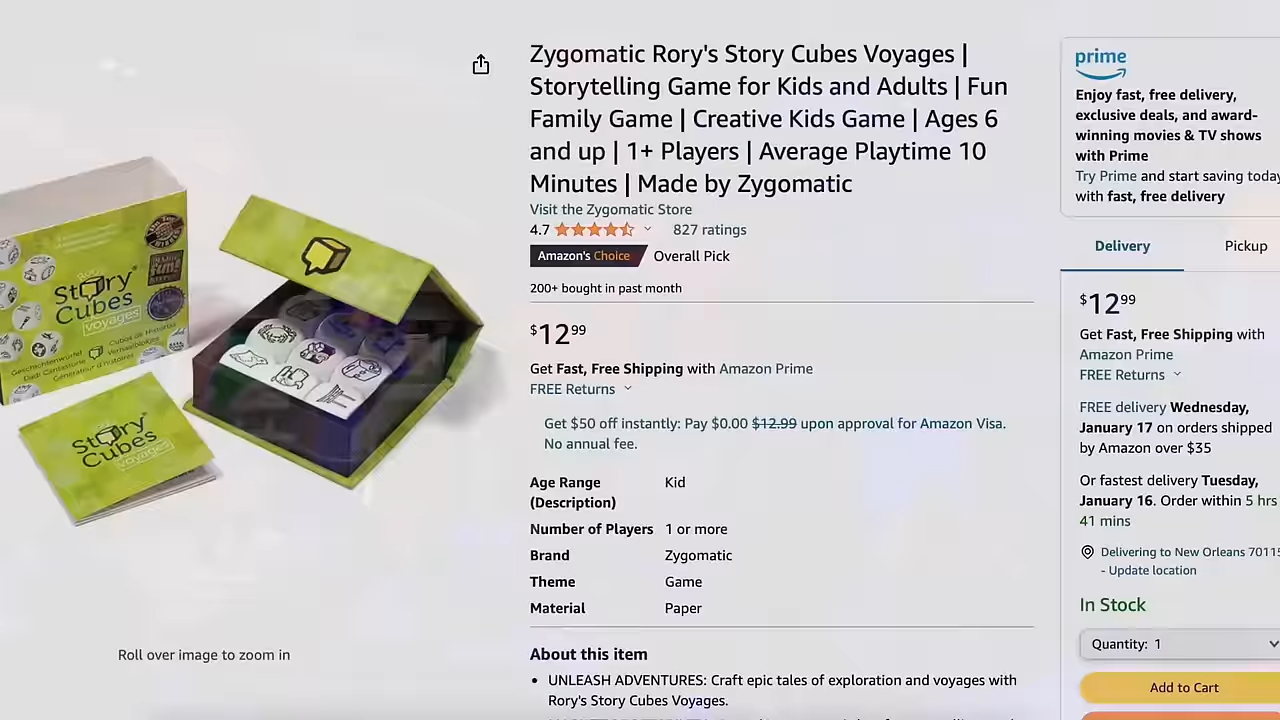 Zygomatic Rory's Story Cubes Voyages |
Storytelling Game for Kids and Adults | Fun
Family Game | Creative Kids Game | Ages 6
and up | 1+ Players | Average Playtime 10
Minutes | Made by Zygomatic
Visit the Zygomatic Store
4.7
827 ratings
Amazon's Choice
Overall Pick
200+ bought in past month
$12 99
Get Fast, Free Shipping with Amazon Prime
FREE Returns
Get $50 off instantly: Pay $0.00 $12.99 upon approval for Amazon Visa.
No annual fee.
Age Range (Description) Kid
Number of Players 1 or more
Brand Zygomatic
Theme Game
Material Paper
About this item
• UNLEASH ADVENTURES: Craft epic tales of exploration and voyages with
Rory's Story Cubes Voyages.
Story
Cubes
voyages
Geschichtenwürfel
Cubos de Historias
Story
Cubes
voyages
Roll over image to zoom in
prime
Enjoy fast, free delivery,
exclusive deals, and award-
winning movies & TV shows
with Prime
Try Prime and start saving today
with fast, free delivery
Delivery
Pickup
$12 99
Get Fast, Free Shipping with
Amazon Prime
FREE Returns
FREE delivery Wednesday,
January 17 on orders shipped
by Amazon over $35
Or fastest delivery Tuesday,
January 16. Order within 5 hrs
41 mins
Delivering to New Orleans 70115
- Update location
In Stock
Quantity: 1
Add to Cart